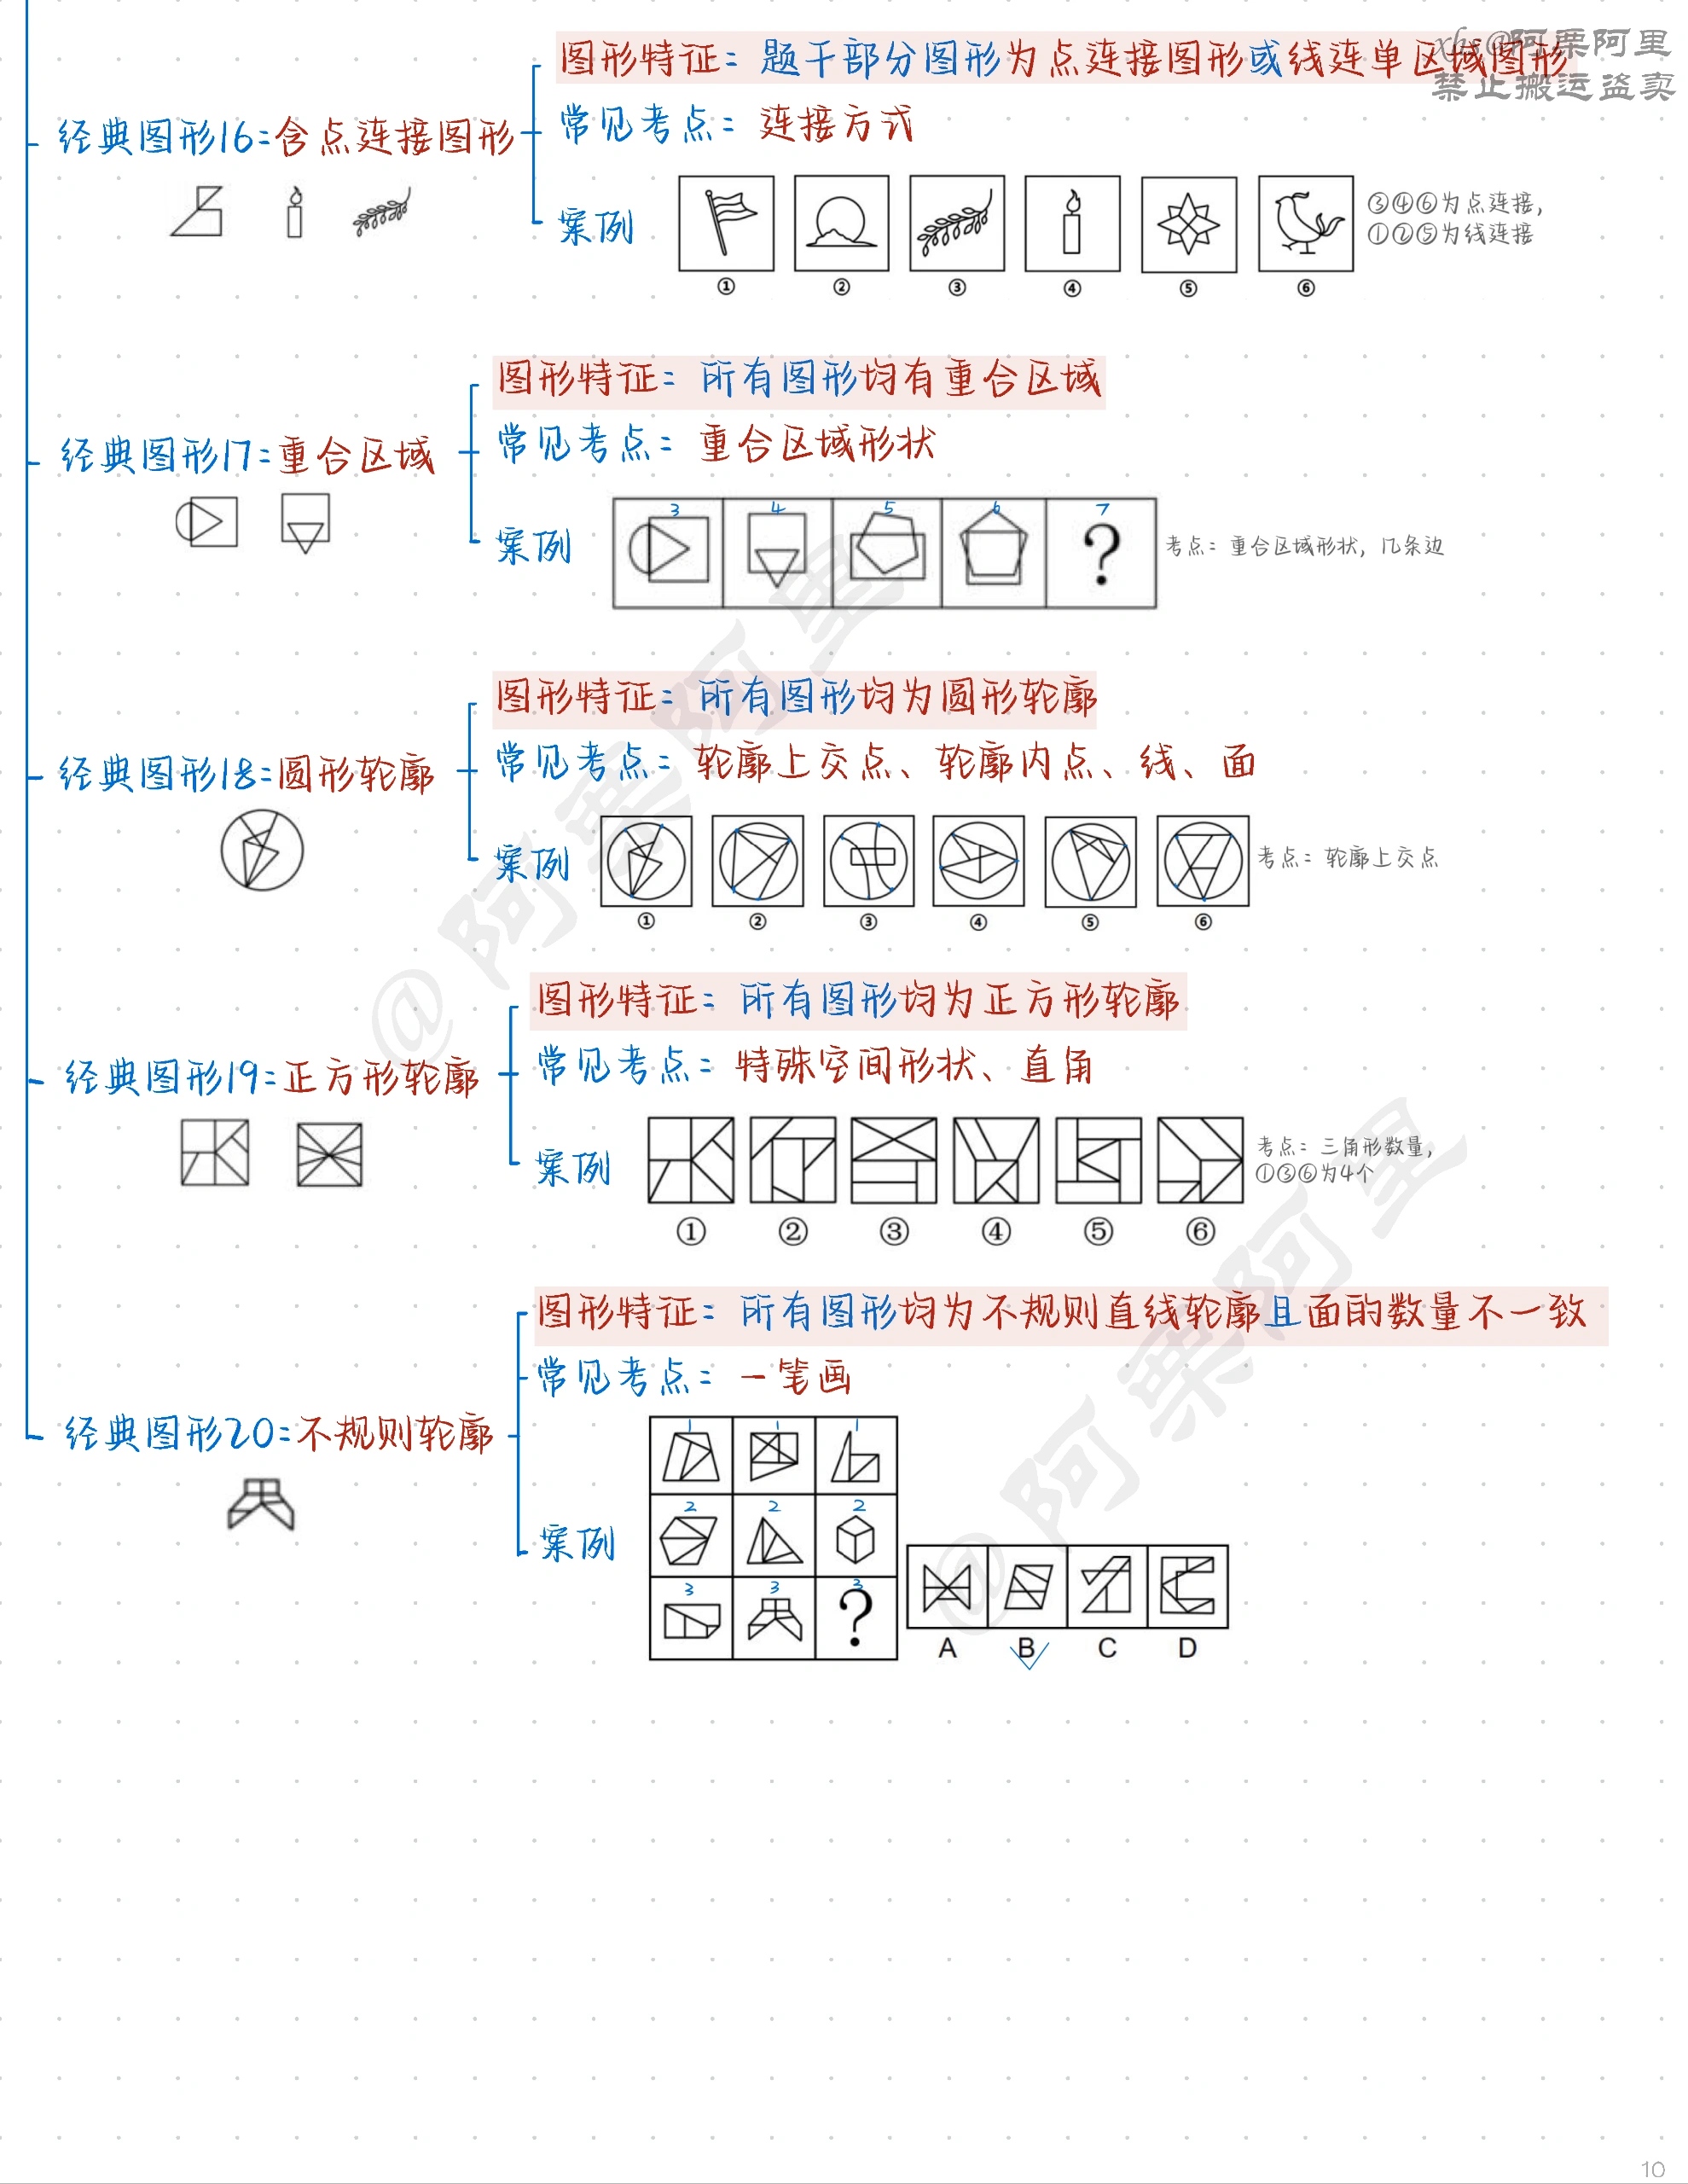 xhs@阿栗阿里
禁止搬运盗卖
图形特征：题干部分图形为点连接图形或线连单区域图形
经典图形16：含点连接图形
常见考点：连接方式
案例
① ② ③ ④ ⑤ ⑥
③④⑥为点连接，
①②⑤为线连接
图形特征：所有图形均有重合区域
经典图形17：重合区域
常见考点：重合区域形状
案例
3 4 5 6 7
?
考点：重合区域形状，几条边
图形特征：所有图形均为圆形轮廓
经典图形18：圆形轮廓
常见考点：轮廓上交点、轮廓内点、线、面
案例
① ② ③ ④ ⑤ ⑥
考点：轮廓上交点
图形特征：所有图形均为正方形轮廓
经典图形19：正方形轮廓
常见考点：特殊空间形状、直角
案例
① ② ③ ④ ⑤ ⑥
考点：三角形数量，
①③⑥为4个
图形特征：所有图形均为不规则直线轮廓且面的数量不一致
经典图形20：不规则轮廓
常见考点：一笔画
案例
1 1 1
2 2 2
3 3 3
?
A B C D
@阿栗阿里
@阿栗阿里
10